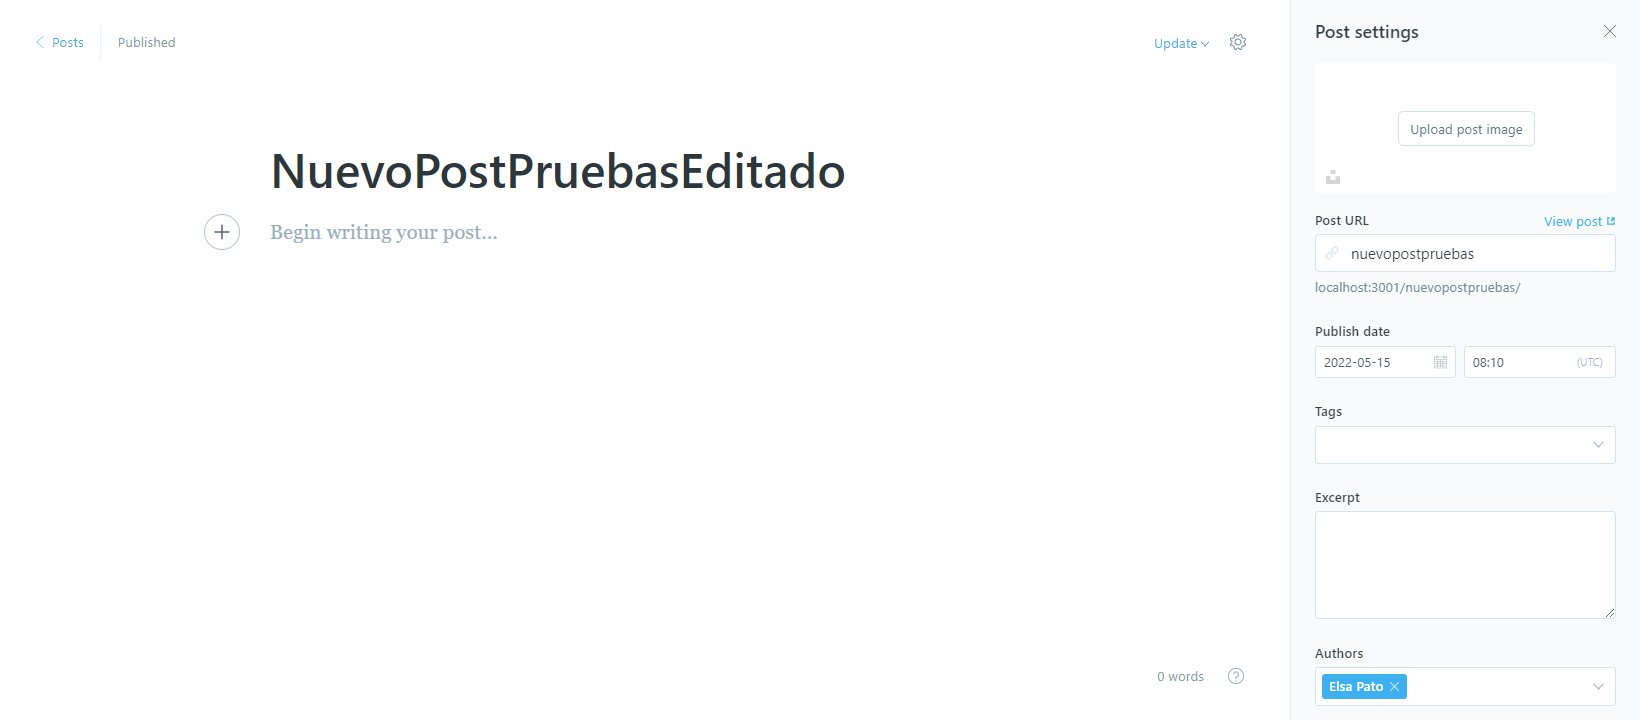 Posts
Published
Update
NuevoPostPruebasEditado
Begin writing your post...
0 words
?
Post settings
Upload post image
Post URL
View post
nuevopostpruebas
localhost:3001/nuevopostpruebas/
Publish date
2022-05-15
08:10
(UTC)
Tags
Excerpt
Authors
Elsa Pato